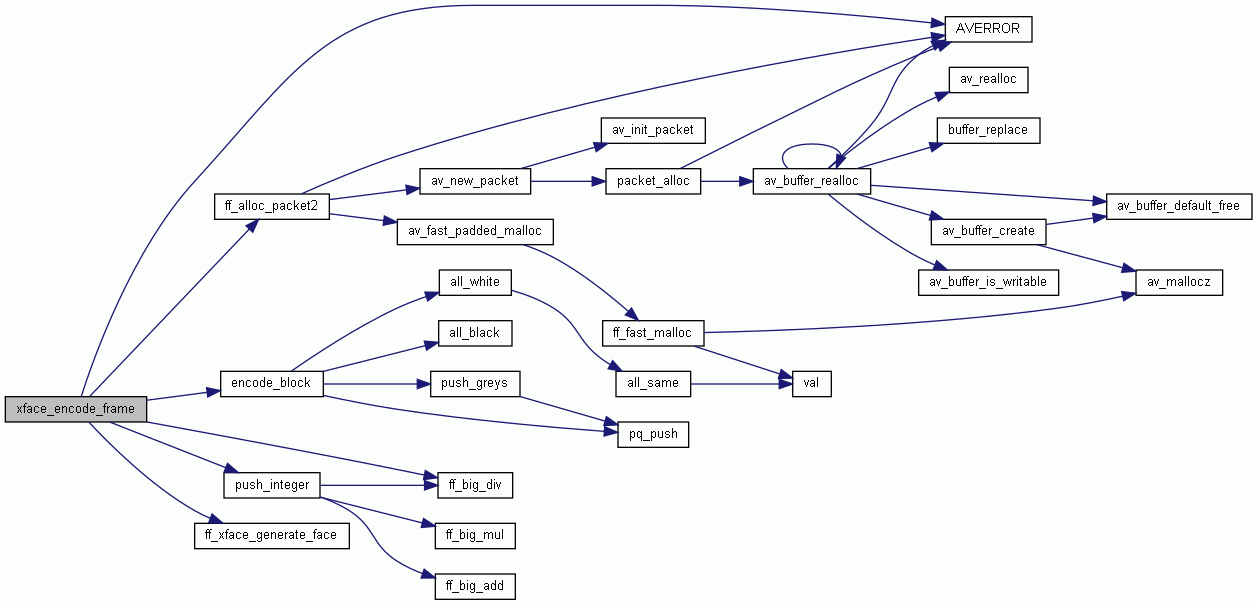 AVERROR
av_realloc
av_init_packet
buffer_replace
av_new_packet
packet_alloc
av_buffer_realloc
ff_alloc_packet2
av_buffer_default_free
av_fast_padded_malloc
av_buffer_create
all_white
av_buffer_is_writable
av_mallocz
all_black
ff_fast_malloc
encode_block
push_greys
all_same
val
xface_encode_frame
pq_push
push_integer
ff_big_div
ff_xface_generate_face
ff_big_mul
ff_big_add